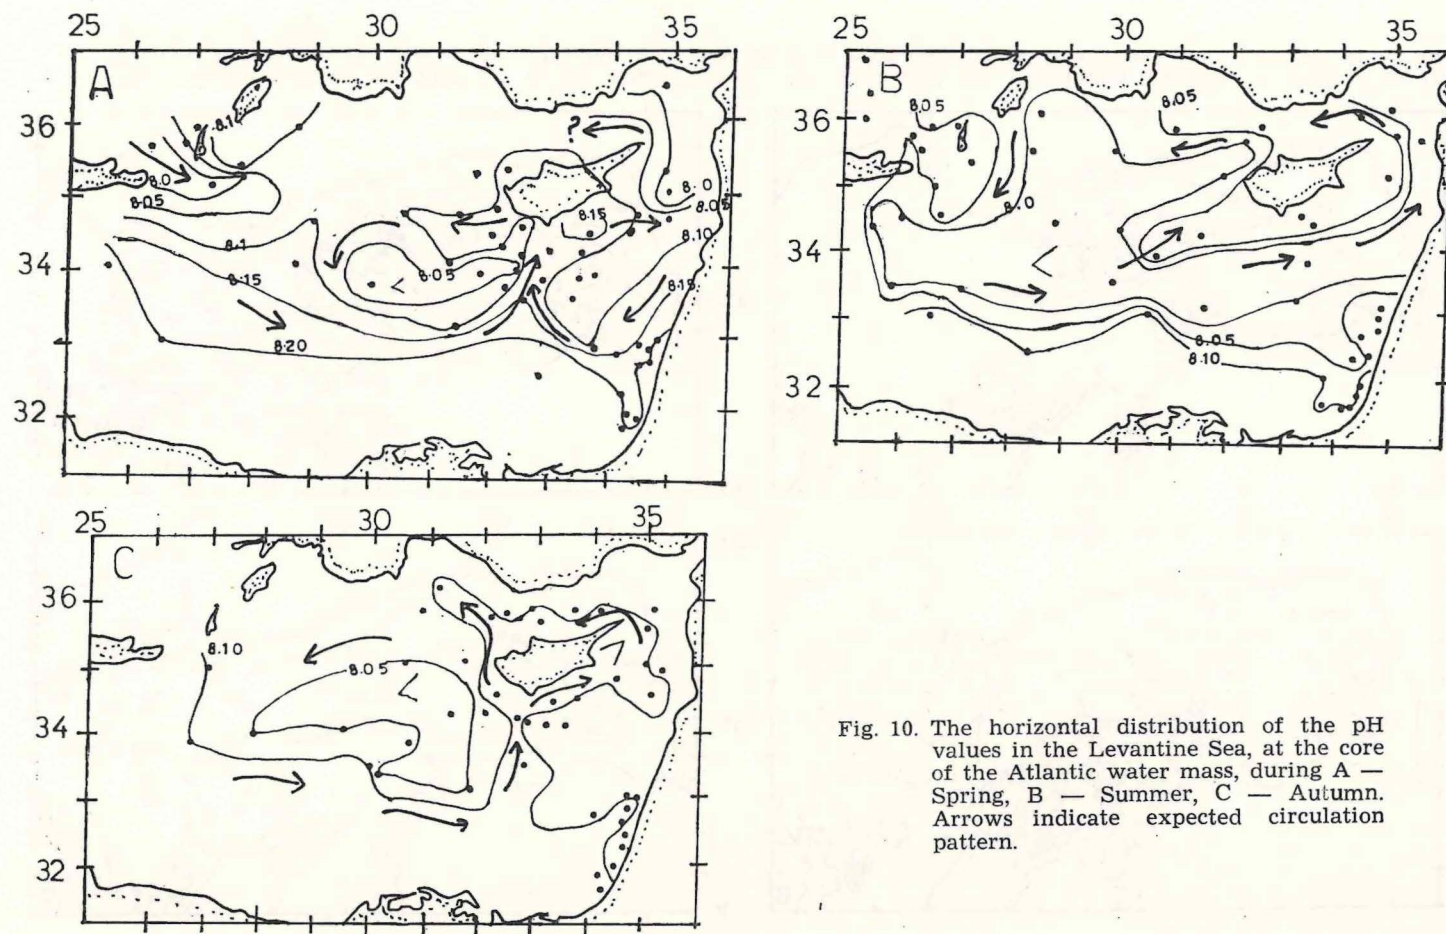 25 30 35
A
36
34
32
8.1
8.0
8.05
8.1
8.15
8.20
8.05
8.15
8.0
8.05
8.10
8.15
?
25 30 35
B
36
34
32
8.05
8.05
8.0
8.05
8.10
25 30 35
C
36
34
32
8.10
8.05
Fig. 10. The horizontal distribution of the pH
values in the Levantine Sea, at the core
of the Atlantic water mass, during A —
Spring, B — Summer, C — Autumn.
Arrows indicate expected circulation
pattern.